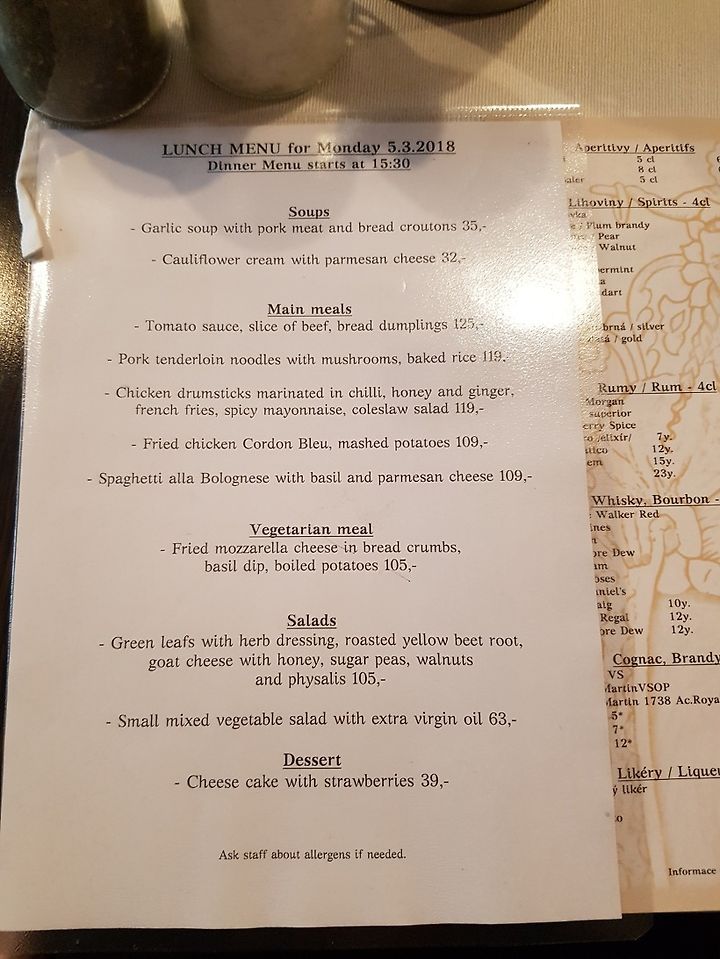 LUNCH MENU for Monday 5.3.2018
Dinner Menu starts at 15:30
Soups
- Garlic soup with pork meat and bread croutons 35,-
- Cauliflower cream with parmesan cheese 32,-
Main meals
- Tomato sauce, slice of beef, bread dumplings 125,-
- Pork tenderloin noodles with mushrooms, baked rice 119,-
- Chicken drumsticks marinated in chilli, honey and ginger,
french fries, spicy mayonnaise, coleslaw salad 119,-
- Fried chicken Cordon Bleu, mashed potatoes 109,-
- Spaghetti alla Bolognese with basil and parmesan cheese 109,-
Vegetarian meal
- Fried mozzarella cheese in bread crumbs,
basil dip, boiled potatoes 105,-
Salads
- Green leafs with herb dressing, roasted yellow beet root,
goat cheese with honey, sugar peas, walnuts
and physalis 105,-
- Small mixed vegetable salad with extra virgin oil 63,-
Dessert
- Cheese cake with strawberries 39,-
Ask staff about allergens if needed.
Aperitivy / Aperitifs
5 cl
8 cl
5 cl
Lihoviny / Spirits - 4cl
/ Plum brandy
/ Pear
/ Walnut
/ silver
/ gold
Rumy / Rum - 4cl
Morgan
superior
Spice
/elixír/ 7y.
12y.
15y.
23y.
Whisky, Bourbon -
Walker Red
Dew
10y.
Regal 12y.
Dew 12y.
Cognac, Brandy
VS
MartinVSOP
Martin 1738 Ac.Roya
5*
7*
12*
Likéry / Liqueu
likér
Informace